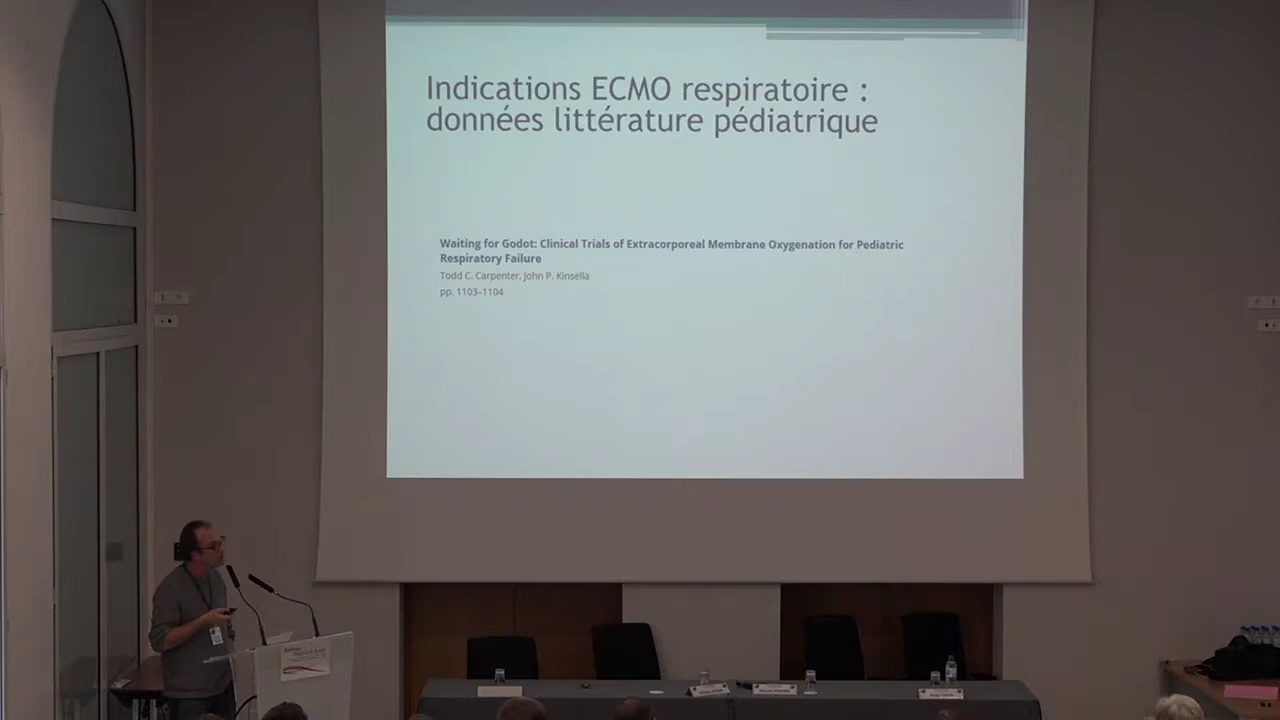 Indications ECMO respiratoire :
données littérature pédiatrique
Waiting for Godot: Clinical Trials of Extracorporeal Membrane Oxygenation for Pediatric
Respiratory Failure
Todd C. Carpenter, John P. Kinsella
pp. 1103–1104